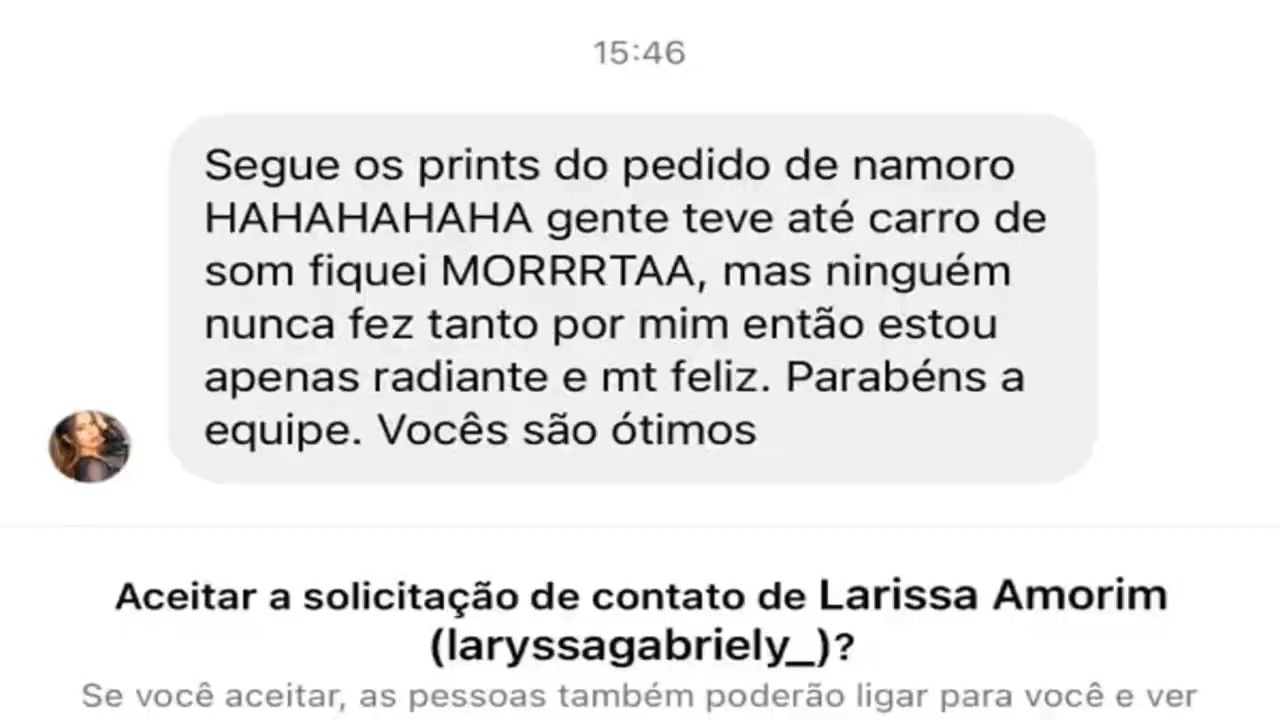 15:46
Segue os prints do pedido de namoro
HAHAHAHAHA gente teve até carro de
som fiquei MORRRTAA, mas ninguém
nunca fez tanto por mim então estou
apenas radiante e mt feliz. Parabéns a
equipe. Vocês são ótimos
Aceitar a solicitação de contato de Larissa Amorim
(laryssagabriely_)?
Se você aceitar, as pessoas também poderão ligar para você e ver